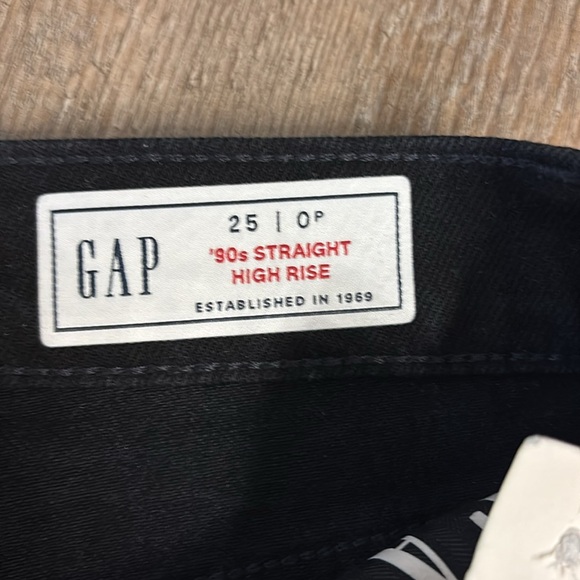 GAP
25 | 0P
'90s STRAIGHT
HIGH RISE
ESTABLISHED IN 1969